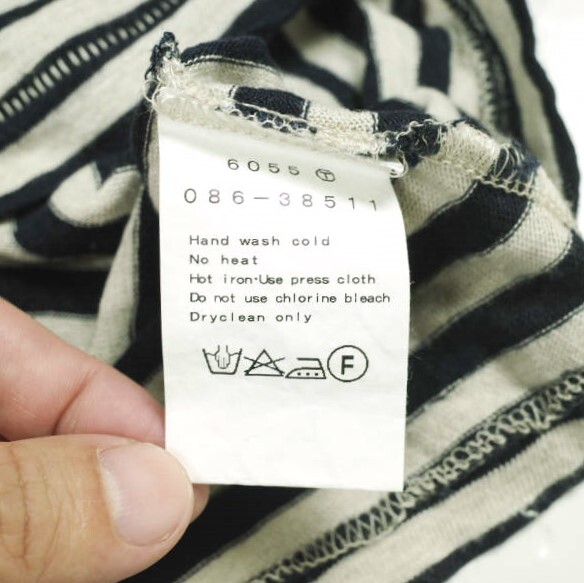 6055 Ⓣ
086-38511
Hand wash cold
No heat
Hot iron·Use press cloth
Do not use chlorine bleach
Dryclean only
F